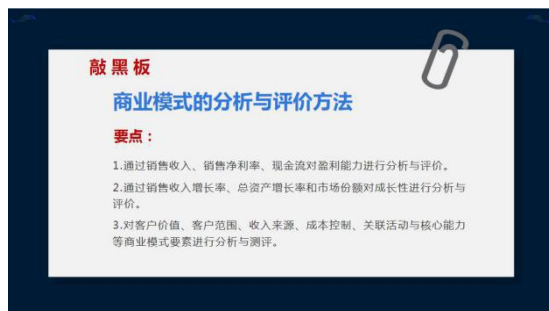 敲黑板
商业模式的分析与评价方法
要点：
1.通过销售收入、销售净利率、现金流对盈利能力进行分析与评价。
2.通过销售收入增长率、总资产增长率和市场份额对成长性进行分析与
评价。
3.对客户价值、客户范围、收入来源、成本控制、关联活动与核心能力
等商业模式要素进行分析与测评。